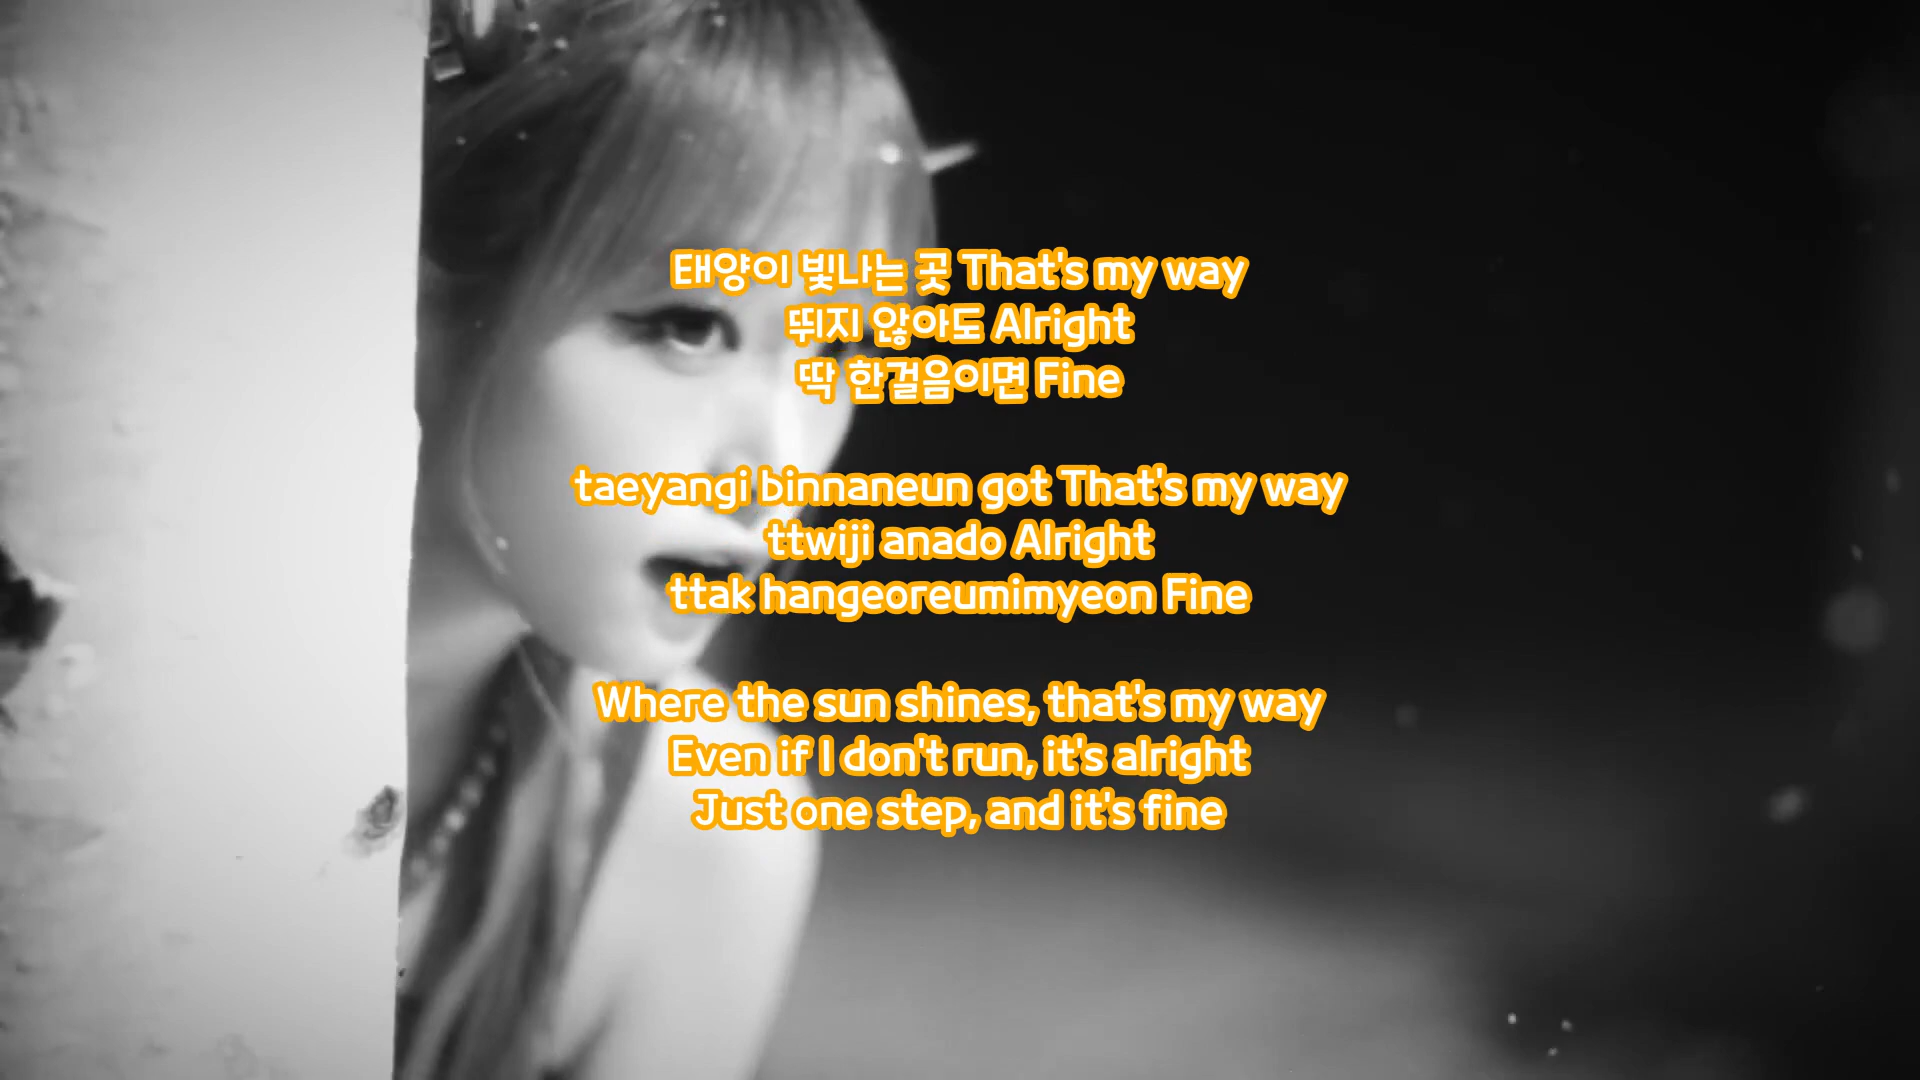 태양이 빛나는 곳 That's my way
뛰지 않아도 Alright
딱 한걸음이면 Fine
taeyangi binnaneun got That's my way
ttwiji anado Alright
ttak hangeoreumimyeon Fine
Where the sun shines, that's my way
Even if I don't run, it's alright
Just one step, and it's fine